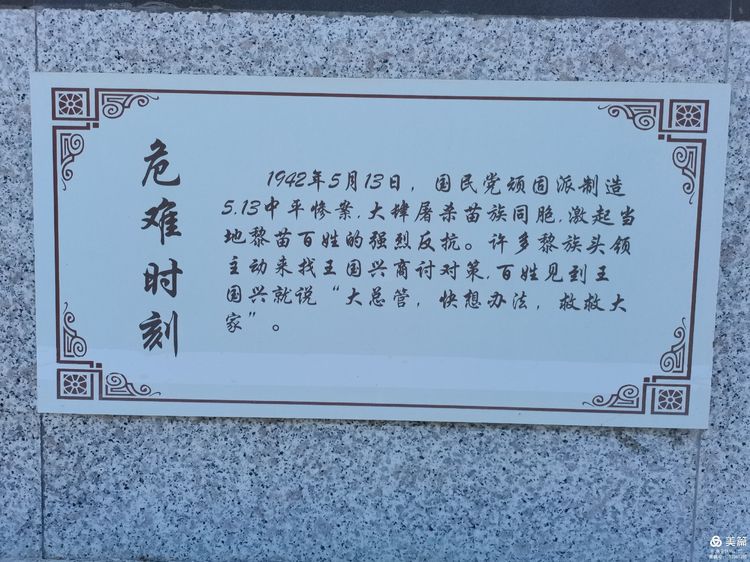 危难时刻
1942年5月13日，国民党顽固派制造
5.13中平惨案，大肆屠杀苗族同胞，激起当
地黎苗百姓的强烈反抗。许多黎族头领
主动来找王国兴商讨对策，百姓见到王
国兴就说“大总管，快想办法，救救大
家”。
美篇